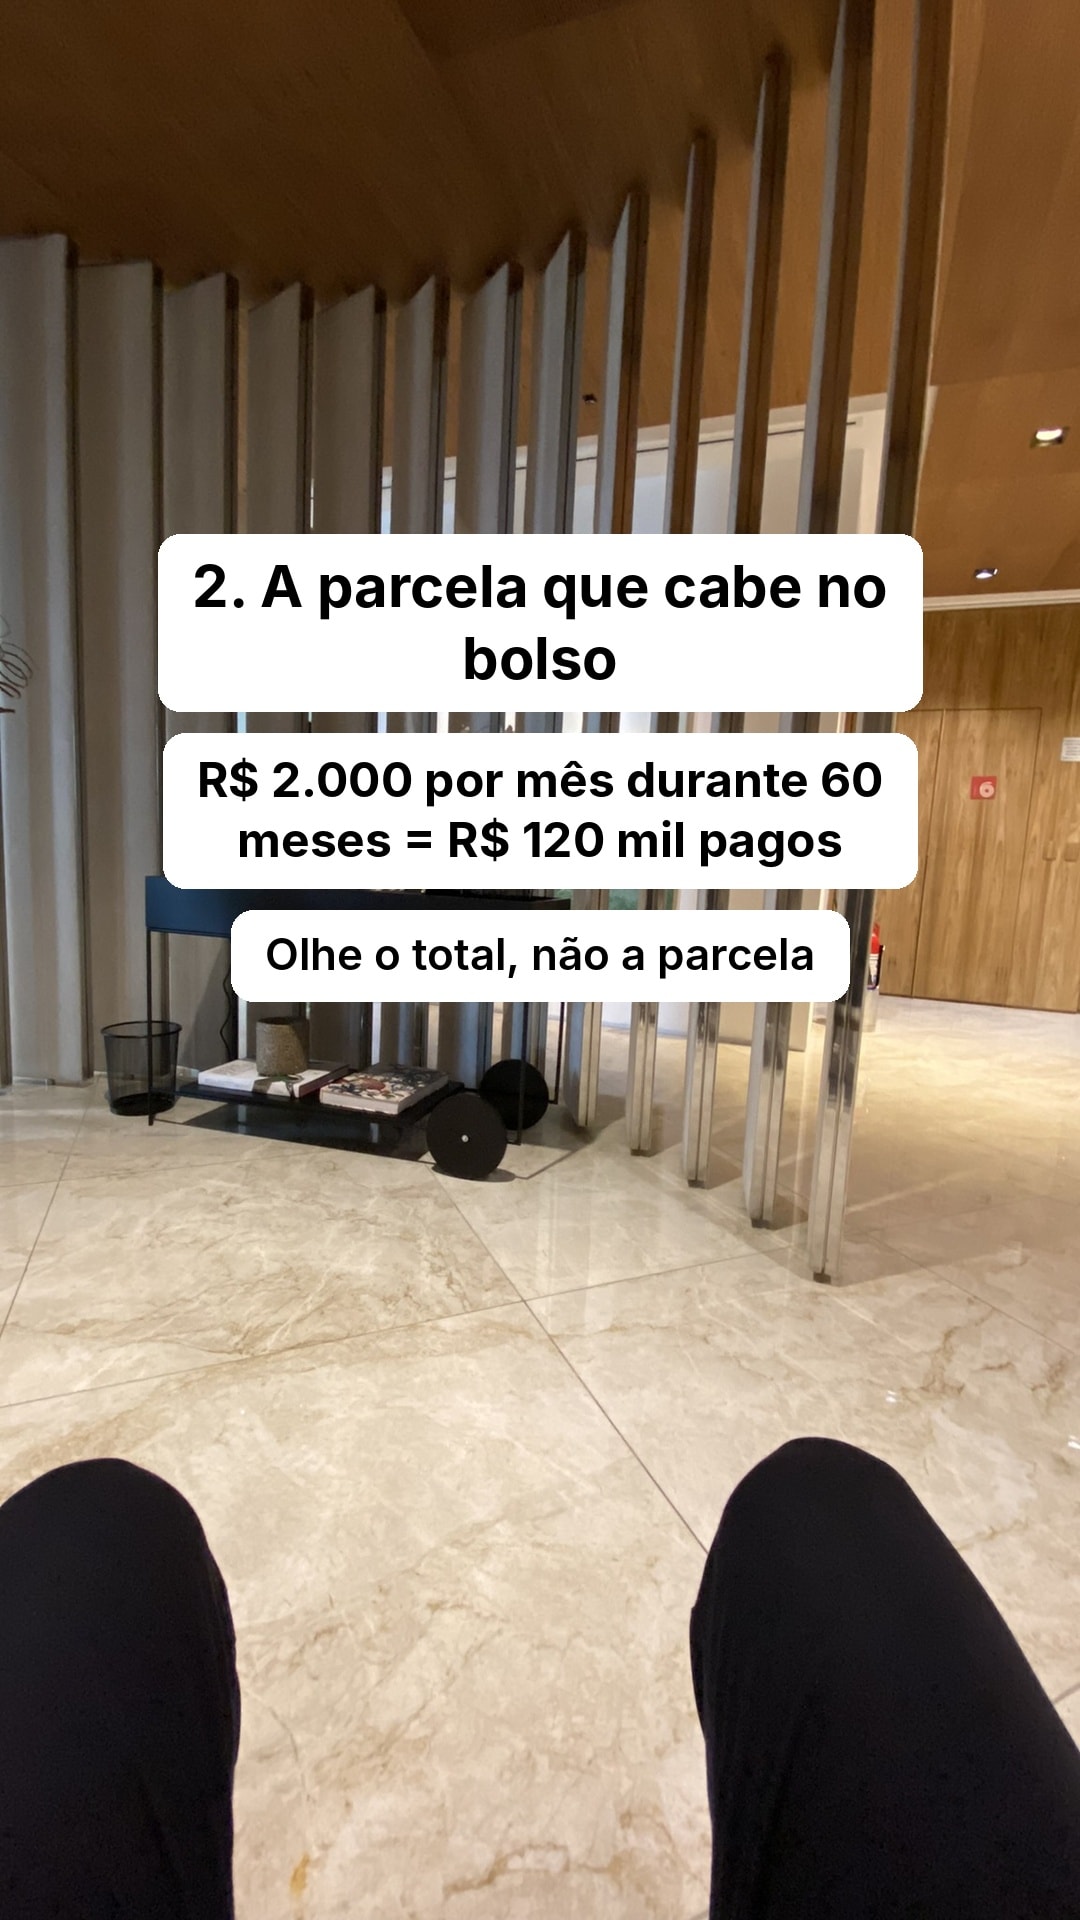 2. A parcela que cabe no
bolso
R$ 2.000 por mês durante 60
meses = R$ 120 mil pagos
Olhe o total, não a parcela